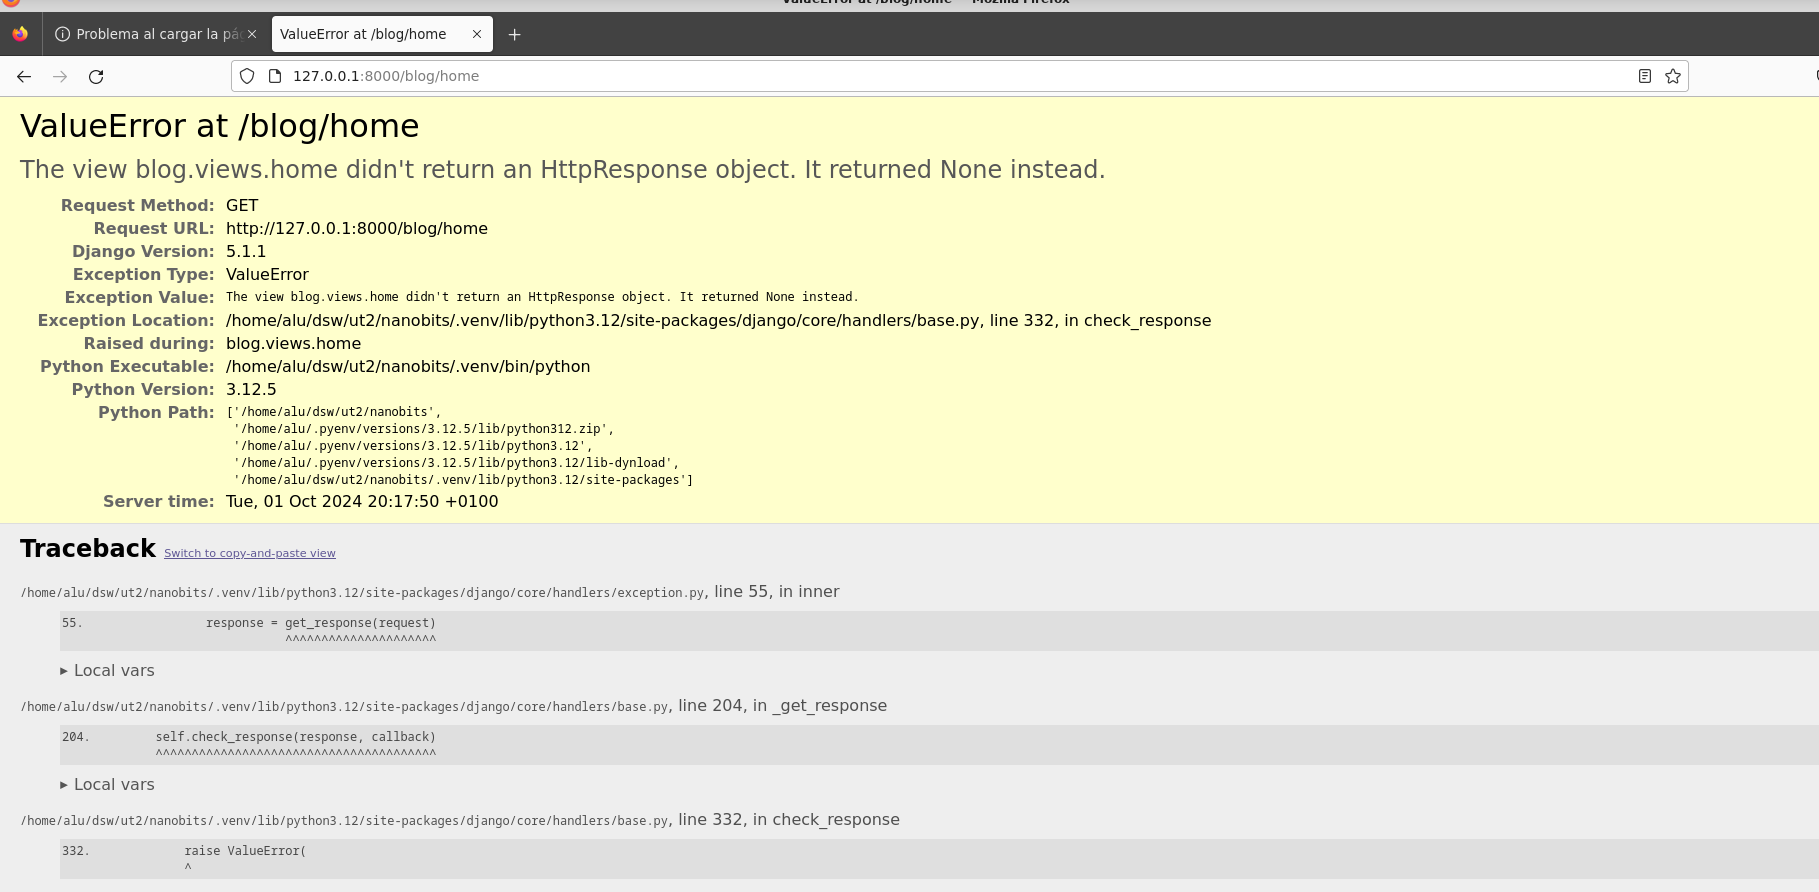 ValueError at /blog/home — Mozilla Firefox
Problema al cargar la pág
ValueError at /blog/home
127.0.0.1:8000/blog/home
ValueError at /blog/home
The view blog.views.home didn't return an HttpResponse object. It returned None instead.
Request Method: GET
Request URL: http://127.0.0.1:8000/blog/home
Django Version: 5.1.1
Exception Type: ValueError
Exception Value: The view blog.views.home didn't return an HttpResponse object. It returned None instead.
Exception Location: /home/alu/dsw/ut2/nanobits/.venv/lib/python3.12/site-packages/django/core/handlers/base.py, line 332, in check_response
Raised during: blog.views.home
Python Executable: /home/alu/dsw/ut2/nanobits/.venv/bin/python
Python Version: 3.12.5
Python Path: ['/home/alu/dsw/ut2/nanobits',
'/home/alu/.pyenv/versions/3.12.5/lib/python312.zip',
'/home/alu/.pyenv/versions/3.12.5/lib/python3.12',
'/home/alu/.pyenv/versions/3.12.5/lib/python3.12/lib-dynload',
'/home/alu/dsw/ut2/nanobits/.venv/lib/python3.12/site-packages']
Server time: Tue, 01 Oct 2024 20:17:50 +0100
Traceback Switch to copy-and-paste view
/home/alu/dsw/ut2/nanobits/.venv/lib/python3.12/site-packages/django/core/handlers/exception.py, line 55, in inner
55. response = get_response(request)
^^^^^^^^^^^^^^^^^^^^^
▶ Local vars
/home/alu/dsw/ut2/nanobits/.venv/lib/python3.12/site-packages/django/core/handlers/base.py, line 204, in _get_response
204. self.check_response(response, callback)
^^^^^^^^^^^^^^^^^^^^^^^^^^^^^^^^^^^^^^^
▶ Local vars
/home/alu/dsw/ut2/nanobits/.venv/lib/python3.12/site-packages/django/core/handlers/base.py, line 332, in check_response
332. raise ValueError(
^